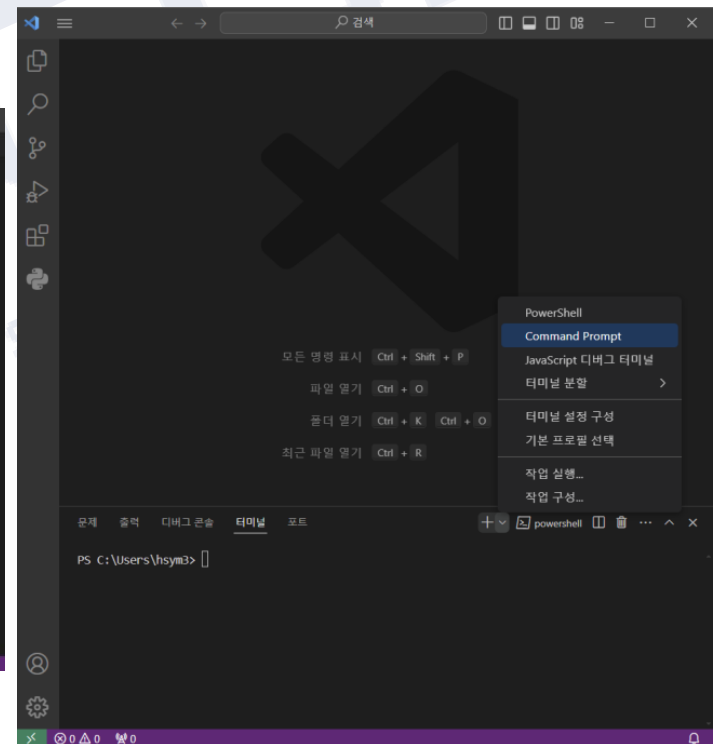 검색
PowerShell
Command Prompt
JavaScript 디버그 터미널
터미널 분할
터미널 설정 구성
기본 프로필 선택
작업 실행...
작업 구성...
모든 명령 표시 Ctrl + Shift + P
파일 열기 Ctrl + O
폴더 열기 Ctrl + K Ctrl + O
최근 파일 열기 Ctrl + R
문제 출력 디버그 콘솔 터미널 포트 powershell
PS C:\Users\hsym3>
0 0 0